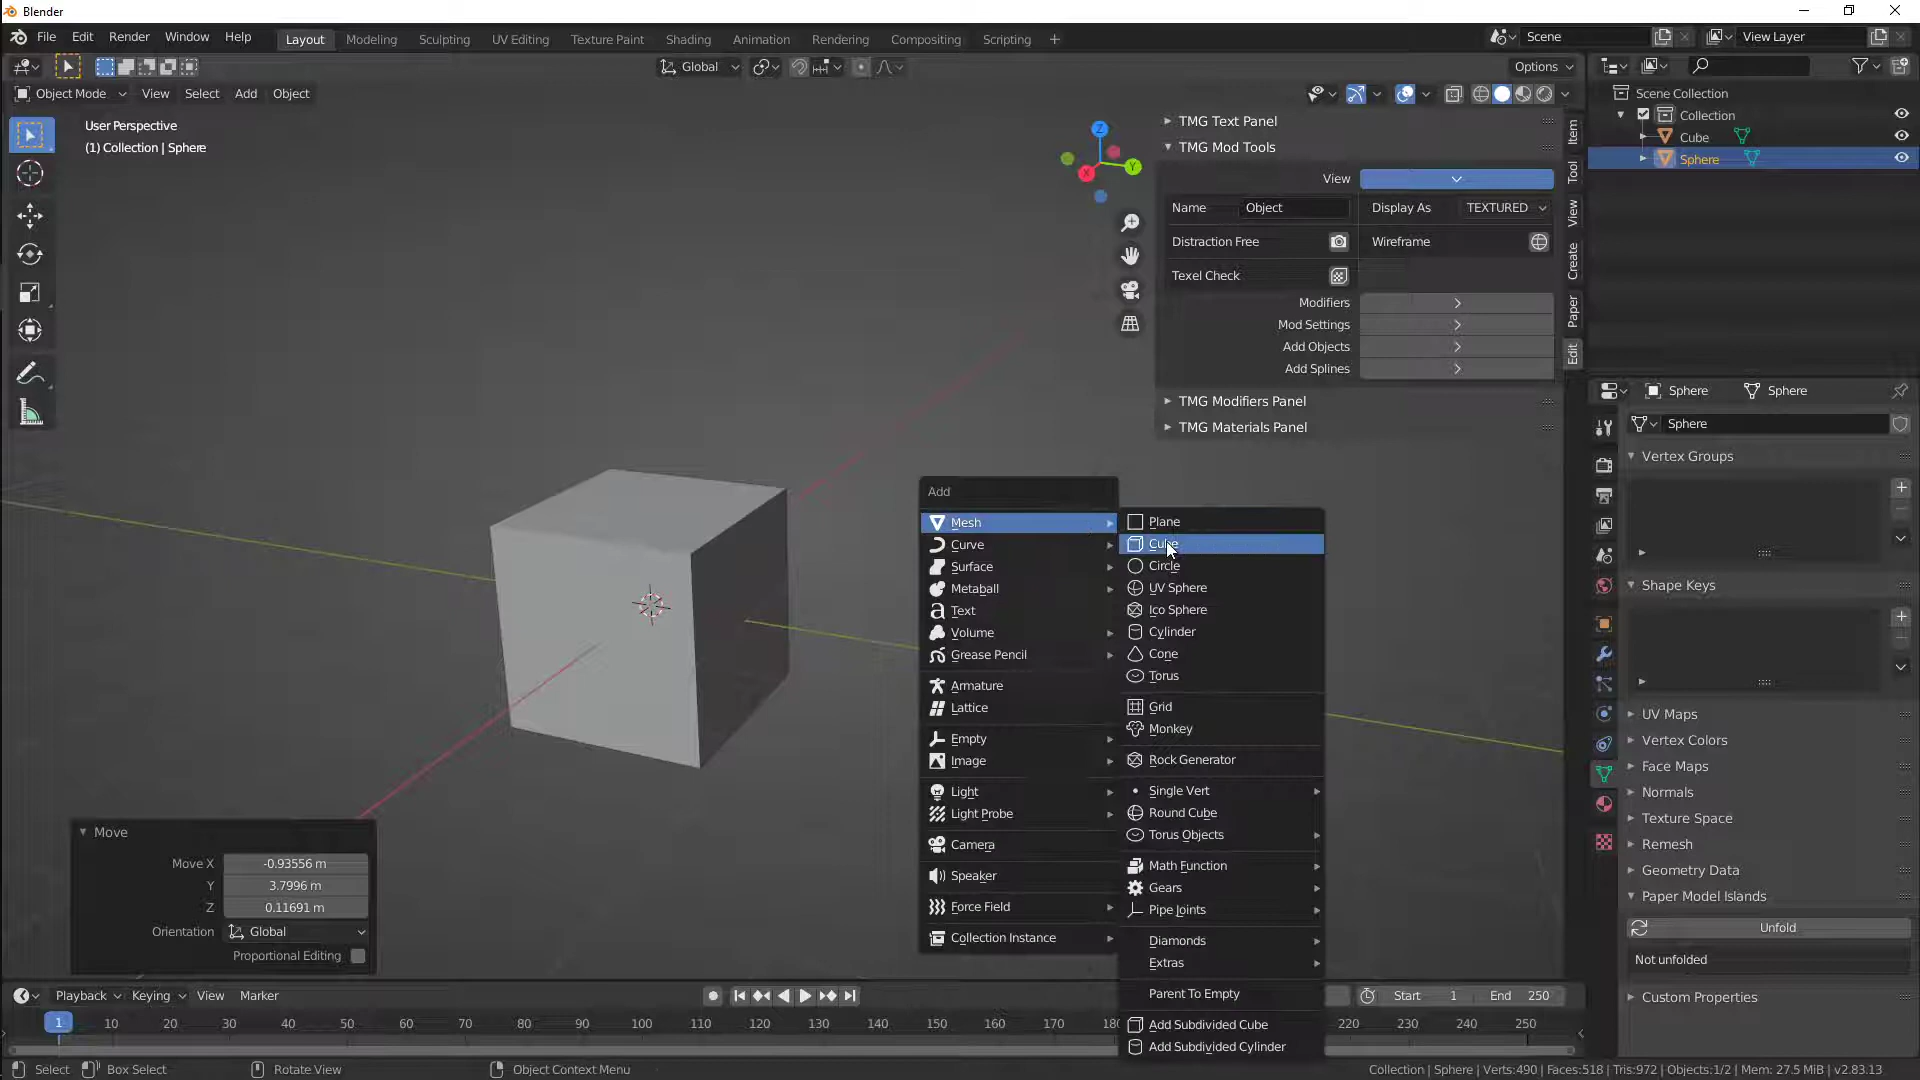 Blender
File Edit Render Window Help Layout Modeling Sculpting UV Editing Texture Paint Shading Animation Rendering Compositing Scripting + Scene View Layer
Global Options
Object Mode View Select Add Object
User Perspective
(1) Collection | Sphere
Z
Y
X
TMG Text Panel
TMG Mod Tools
View
Name Object Display As TEXTURED
Distraction Free Wireframe
Texel Check
Modifiers
Mod Settings
Add Objects
Add Splines
TMG Modifiers Panel
TMG Materials Panel
Item
Tool
View
Create
Paper
Edit
Scene Collection
Collection
Cube
Sphere
Sphere Sphere
Sphere
Vertex Groups
Shape Keys
UV Maps
Vertex Colors
Face Maps
Normals
Texture Space
Remesh
Geometry Data
Paper Model Islands
Unfold
Not unfolded
Custom Properties
Add
Mesh
Curve
Surface
Metaball
Text
Volume
Grease Pencil
Armature
Lattice
Empty
Image
Light
Light Probe
Camera
Speaker
Force Field
Collection Instance
Plane
Cube
Circle
UV Sphere
Ico Sphere
Cylinder
Cone
Torus
Grid
Monkey
Rock Generator
Single Vert
Round Cube
Torus Objects
Math Function
Gears
Pipe Joints
Diamonds
Extras
Parent To Empty
Add Subdivided Cube
Add Subdivided Cylinder
Move
Move X -0.93556 m
Y 3.7996 m
Z 0.11691 m
Orientation Global
Proportional Editing
Playback Keying View Marker Start 1 End 250
1 10 20 30 40 50 60 70 80 90 100 110 120 130 140 150 160 170 220 230 240 250
Select Box Select Rotate View Object Context Menu Collection | Sphere | Verts:490 | Faces:518 | Tris:972 | Objects:1/2 | Mem: 27.5 MiB | v2.83.13